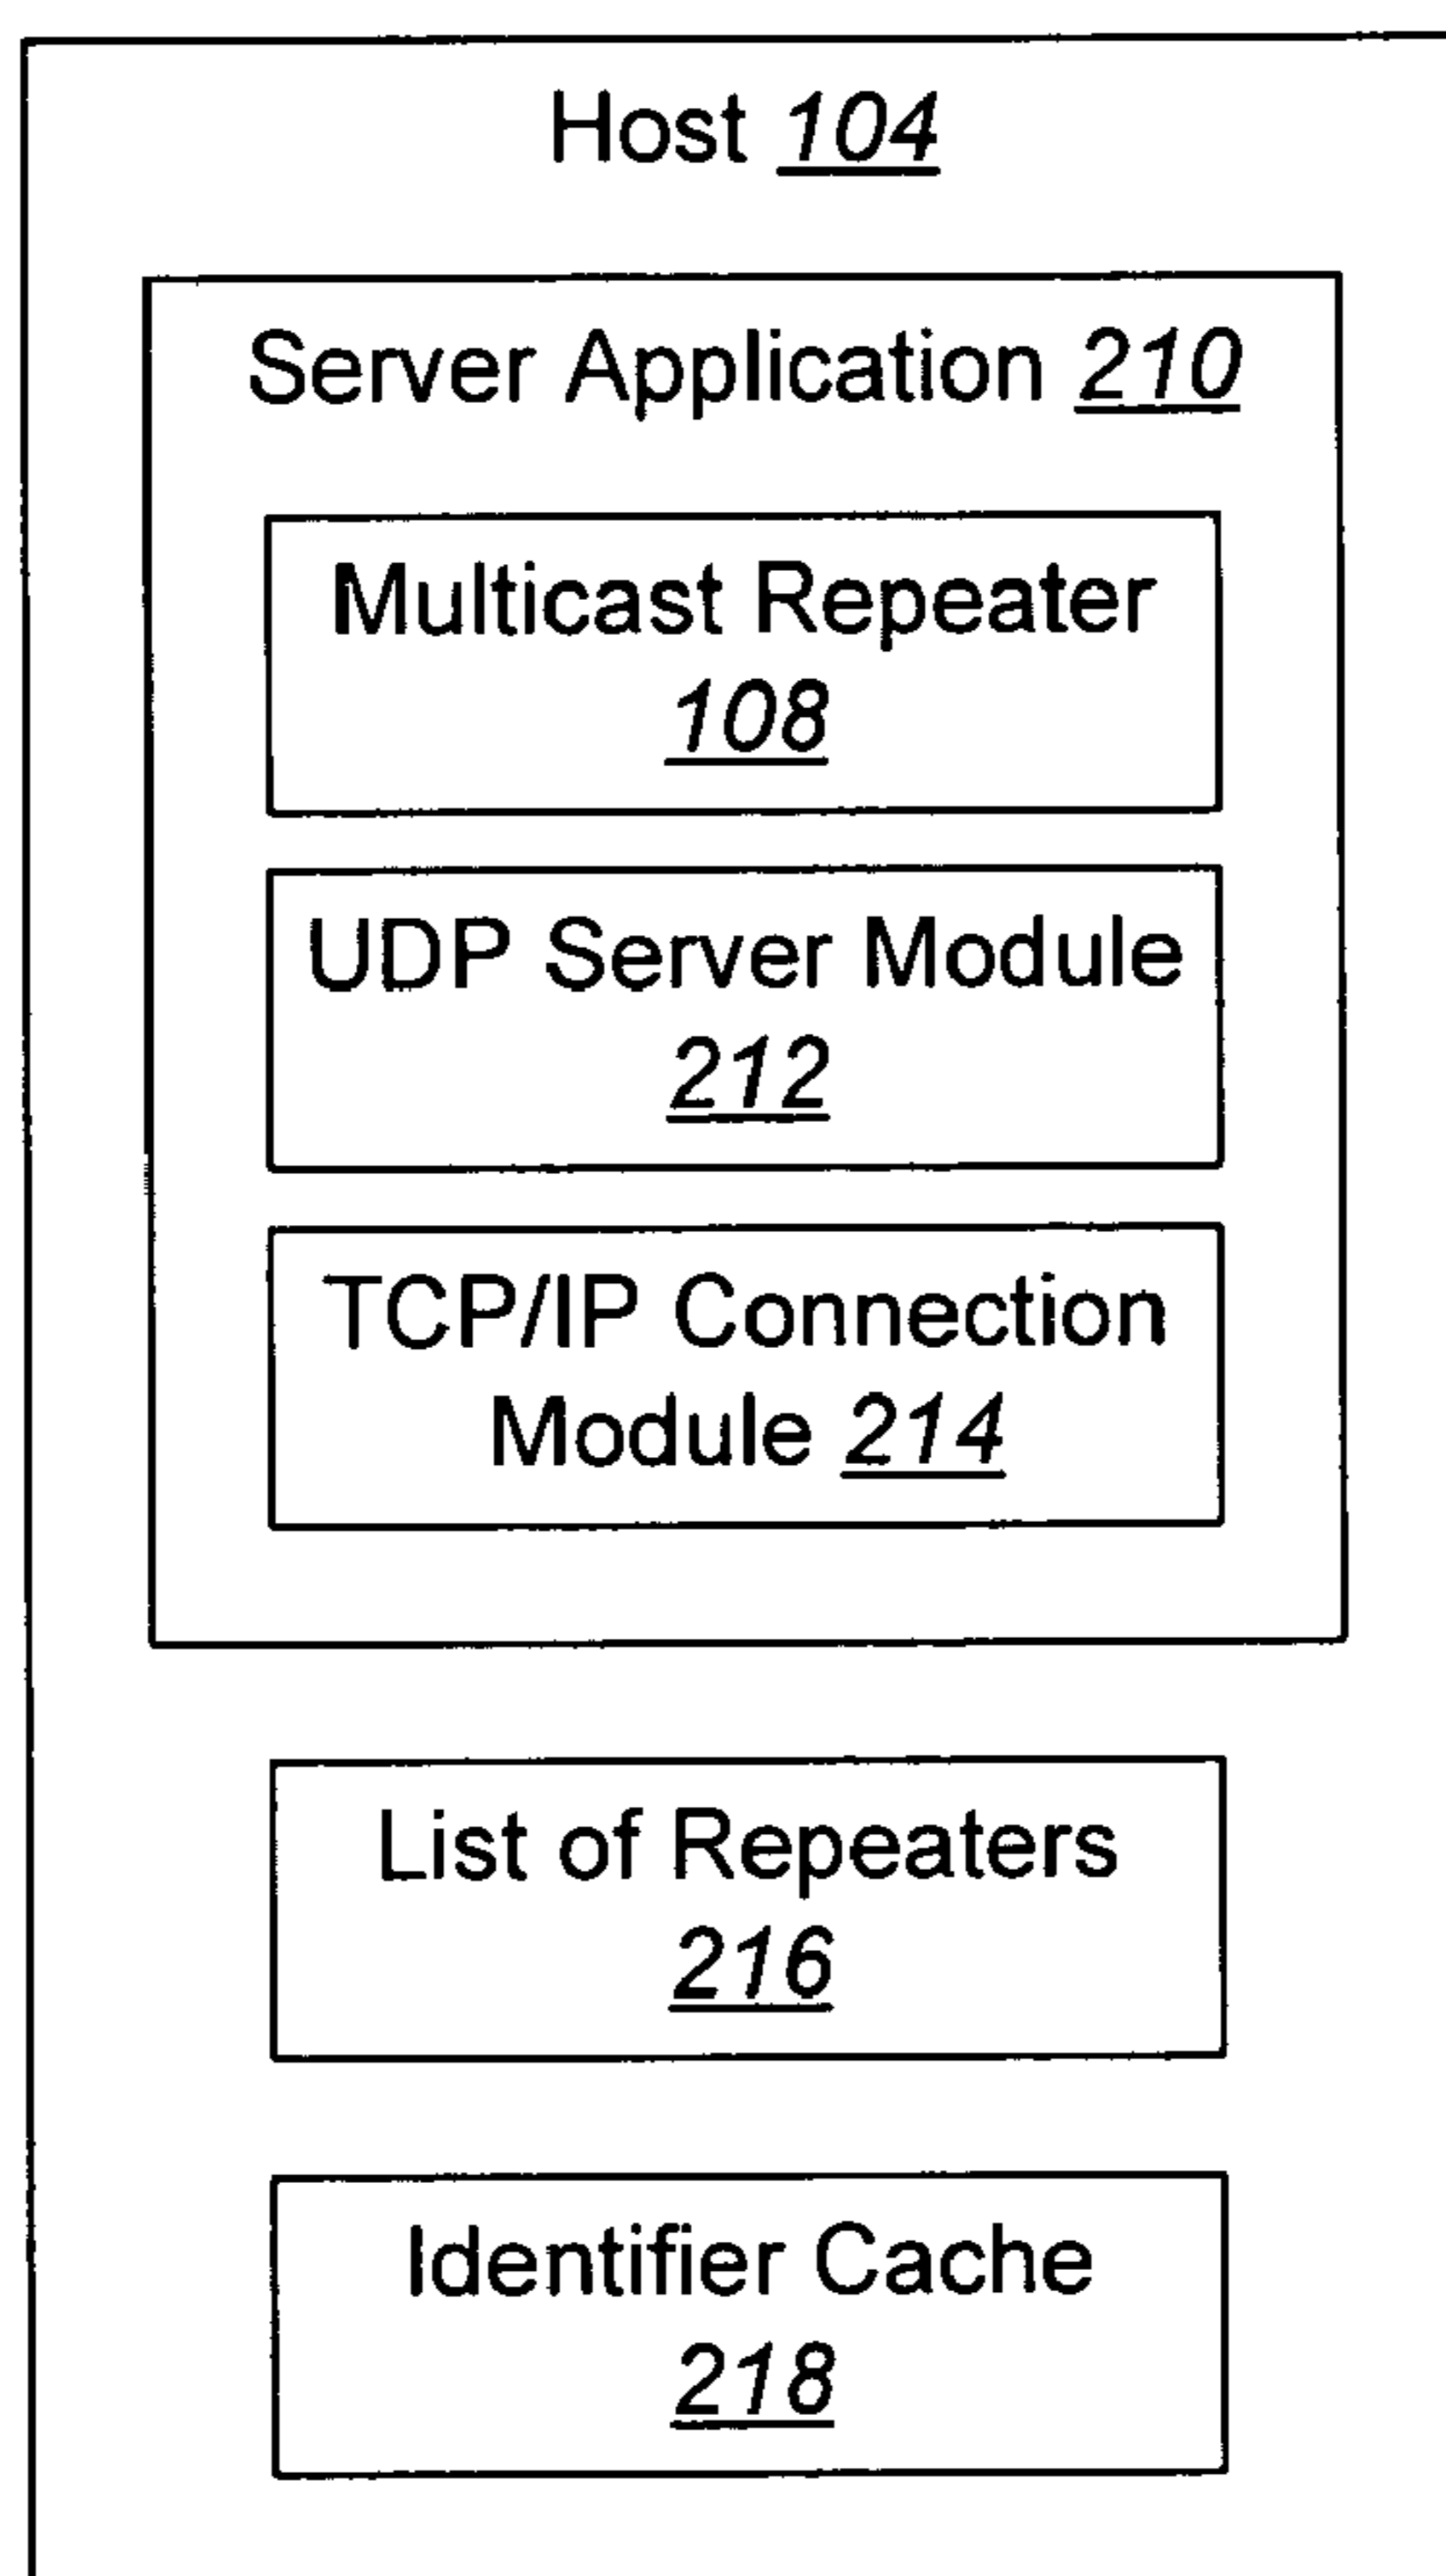 Host 104
Server Application 210
Multicast Repeater
108
UDP Server Module
212
TCP/IP Connection
Module 214
List of Repeaters
216
Identifier Cache
218